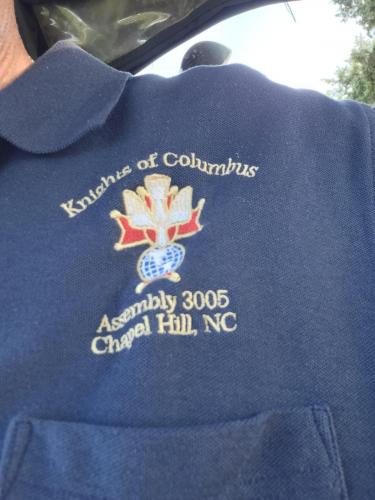 Knights of Columbus
Assembly 3005
Chapel Hill, NC